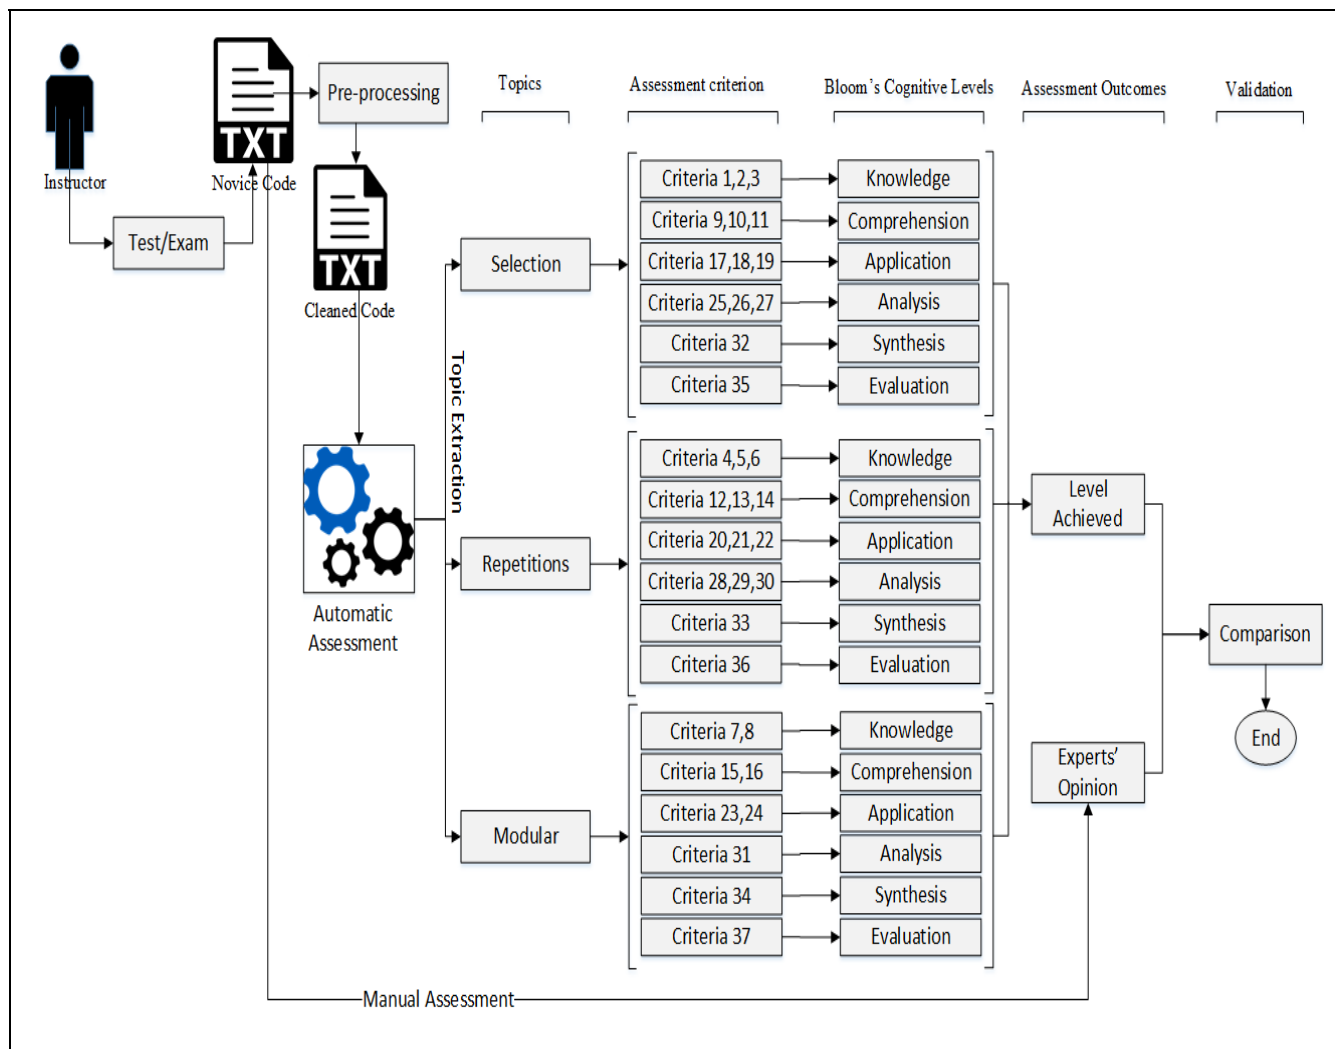 TXT
Instructor
Novice Code
Test/Exam
Pre-processing
TXT
Cleaned Code
Automatic
Assessment
Topic Extraction
Topics
Selection
Repetitions
Modular
Assessment criterion
Bloom's Cognitive Levels
Assessment Outcomes
Validation
Criteria 1,2,3
Knowledge
Criteria 9,10,11
Comprehension
Criteria 17,18,19
Application
Criteria 25,26,27
Analysis
Criteria 32
Synthesis
Criteria 35
Evaluation
Criteria 4,5,6
Knowledge
Criteria 12,13,14
Comprehension
Criteria 20,21,22
Application
Criteria 28,29,30
Analysis
Criteria 33
Synthesis
Criteria 36
Evaluation
Criteria 7,8
Knowledge
Criteria 15,16
Comprehension
Criteria 23,24
Application
Criteria 31
Analysis
Criteria 34
Synthesis
Criteria 37
Evaluation
Level
Achieved
Experts'
Opinion
Comparison
End
Manual Assessment